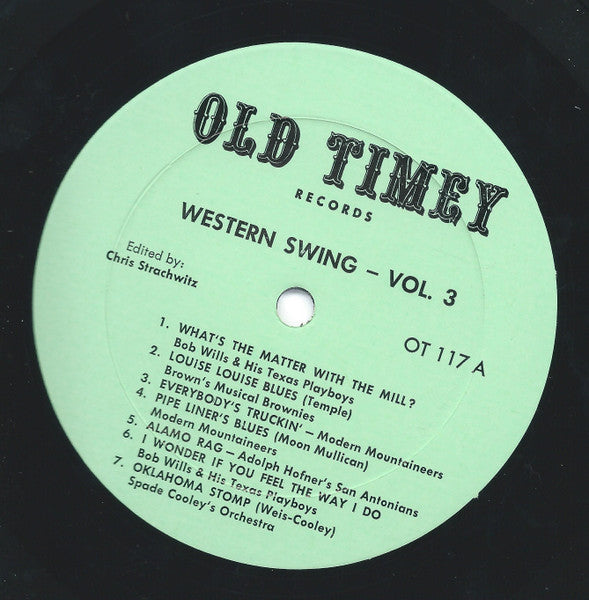 OLD TIMEY
RECORDS
WESTERN SWING – VOL. 3
Edited by:
Chris Strachwitz
OT 117 A
1. WHAT'S THE MATTER WITH THE MILL?
Bob Wills & His Texas Playboys
2. LOUISE LOUISE BLUES (Temple)
Brown's Musical Brownies
3. EVERYBODY'S TRUCKIN' – Modern Mountaineers
4. PIPE LINER'S BLUES (Moon Mullican)
Modern Mountaineers
5. ALAMO RAG – Adolph Hofner's San Antonians
6. I WONDER IF YOU FEEL THE WAY I DO
Bob Wills & His Texas Playboys
7. OKLAHOMA STOMP (Weis-Cooley)
Spade Cooley's Orchestra